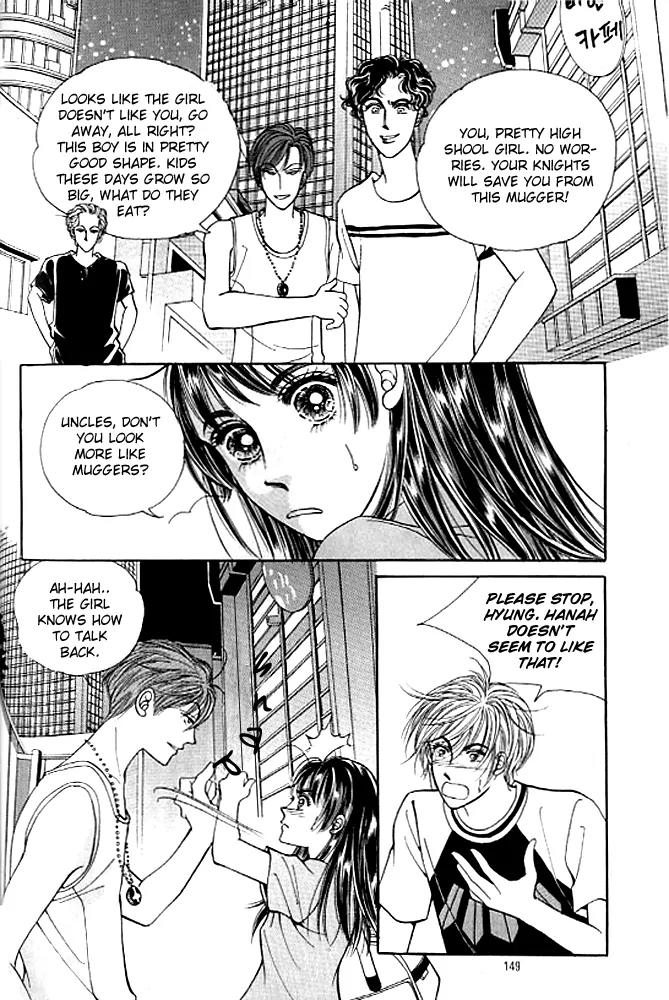 LOOKS LIKE THE GIRL
DOESN'T LIKE YOU, GO
AWAY, ALL RIGHT?
THIS BOY IS IN PRETTY
GOOD SHAPE. KIDS
THESE DAYS GROW SO
BIG, WHAT DO THEY
EAT?
YOU, PRETTY HIGH
SHOOL GIRL. NO WOR-
RIES. YOUR KNIGHTS
WILL SAVE YOU FROM
THIS MUGGER!
카페
UNCLES, DON'T
YOU LOOK
MORE LIKE
MUGGERS?
AH-HAH..
THE GIRL
KNOWS HOW
TO TALK
BACK.
PLEASE STOP,
HYUNG. HANAH
DOESN'T
SEEM TO LIKE
THAT!
149